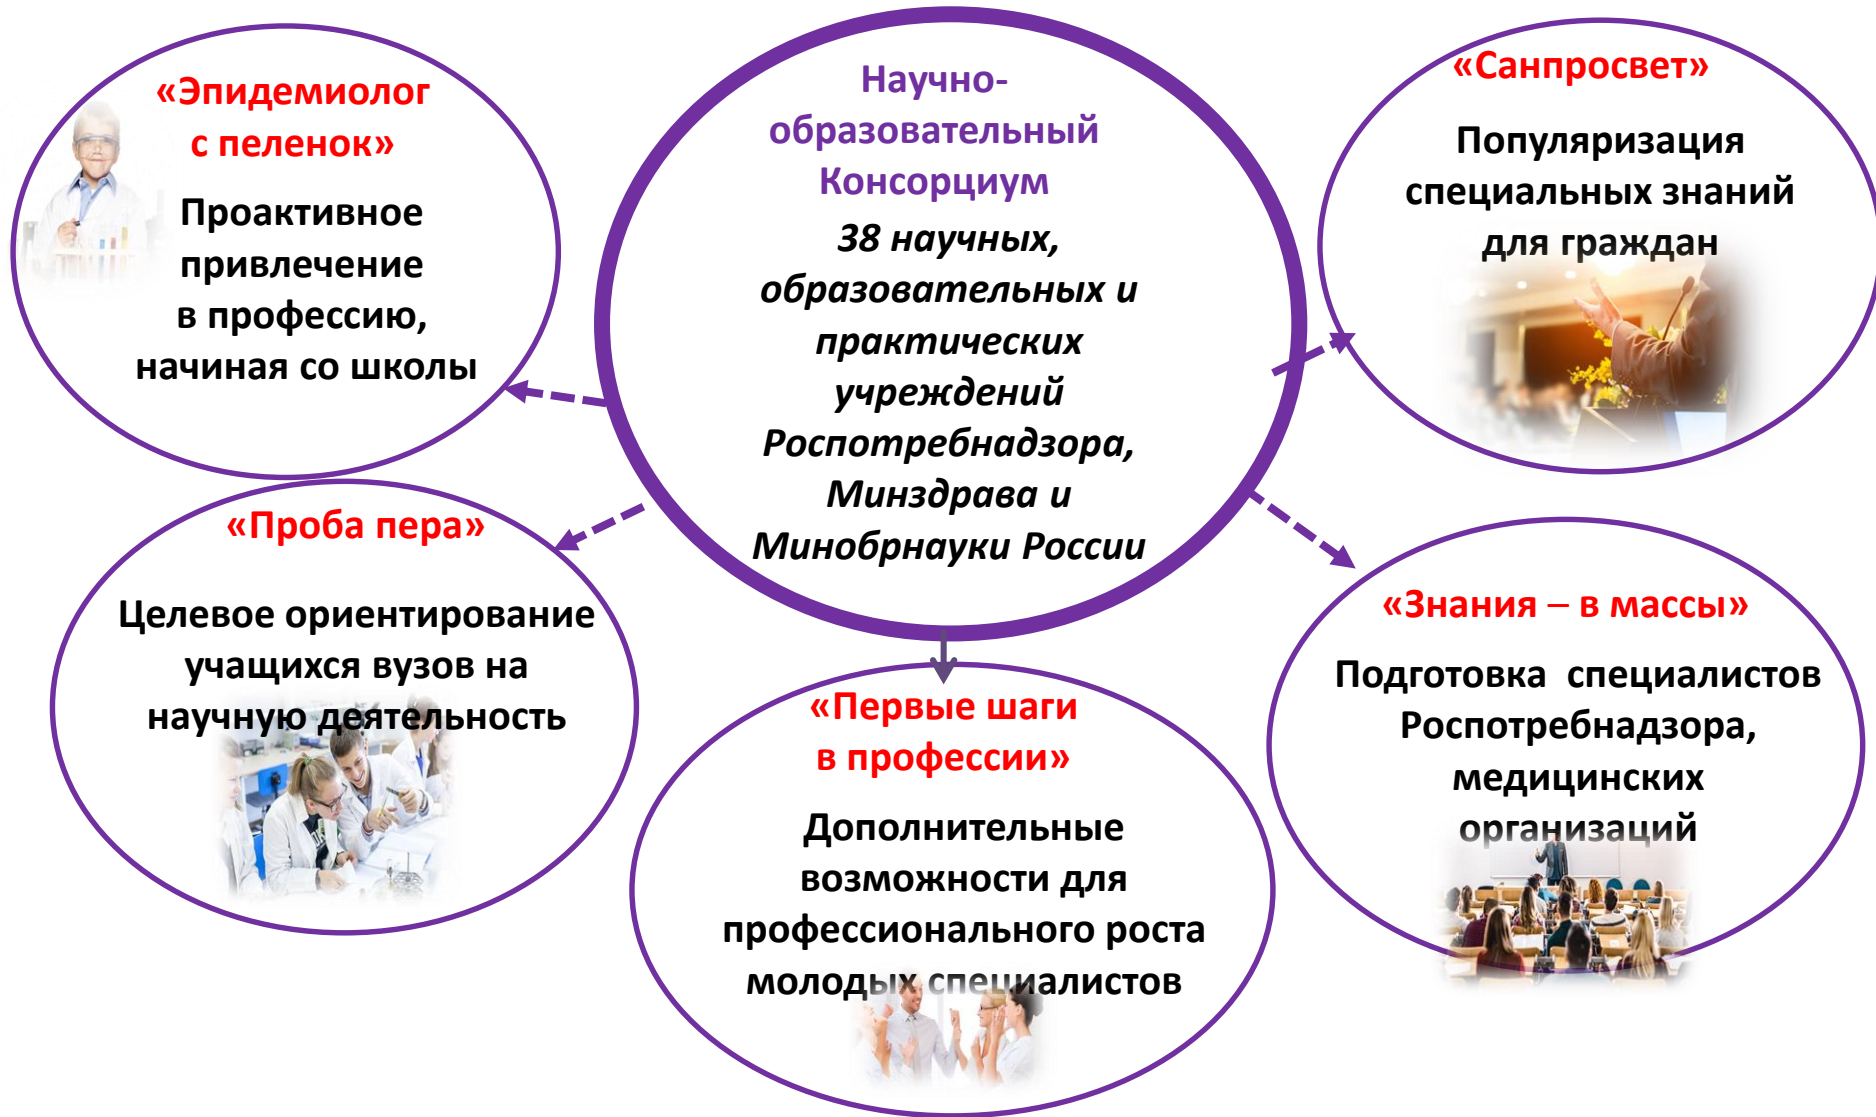 «Эпидемиолог
с пеленок»
Проактивное
привлечение
в профессию,
начиная со школы
Научно-
образовательный
Консорциум
38 научных,
образовательных и
практических
учреждений
Роспотребнадзора,
Минздрава и
Минобрнауки России
«Санпросвет»
Популяризация
специальных знаний
для граждан
«Проба пера»
Целевое ориентирование
учащихся вузов на
научную деятельность
«Первые шаги
в профессии»
Дополнительные
возможности для
профессионального роста
молодых специалистов
«Знания – в массы»
Подготовка  специалистов
Роспотребнадзора,
медицинских
организаций